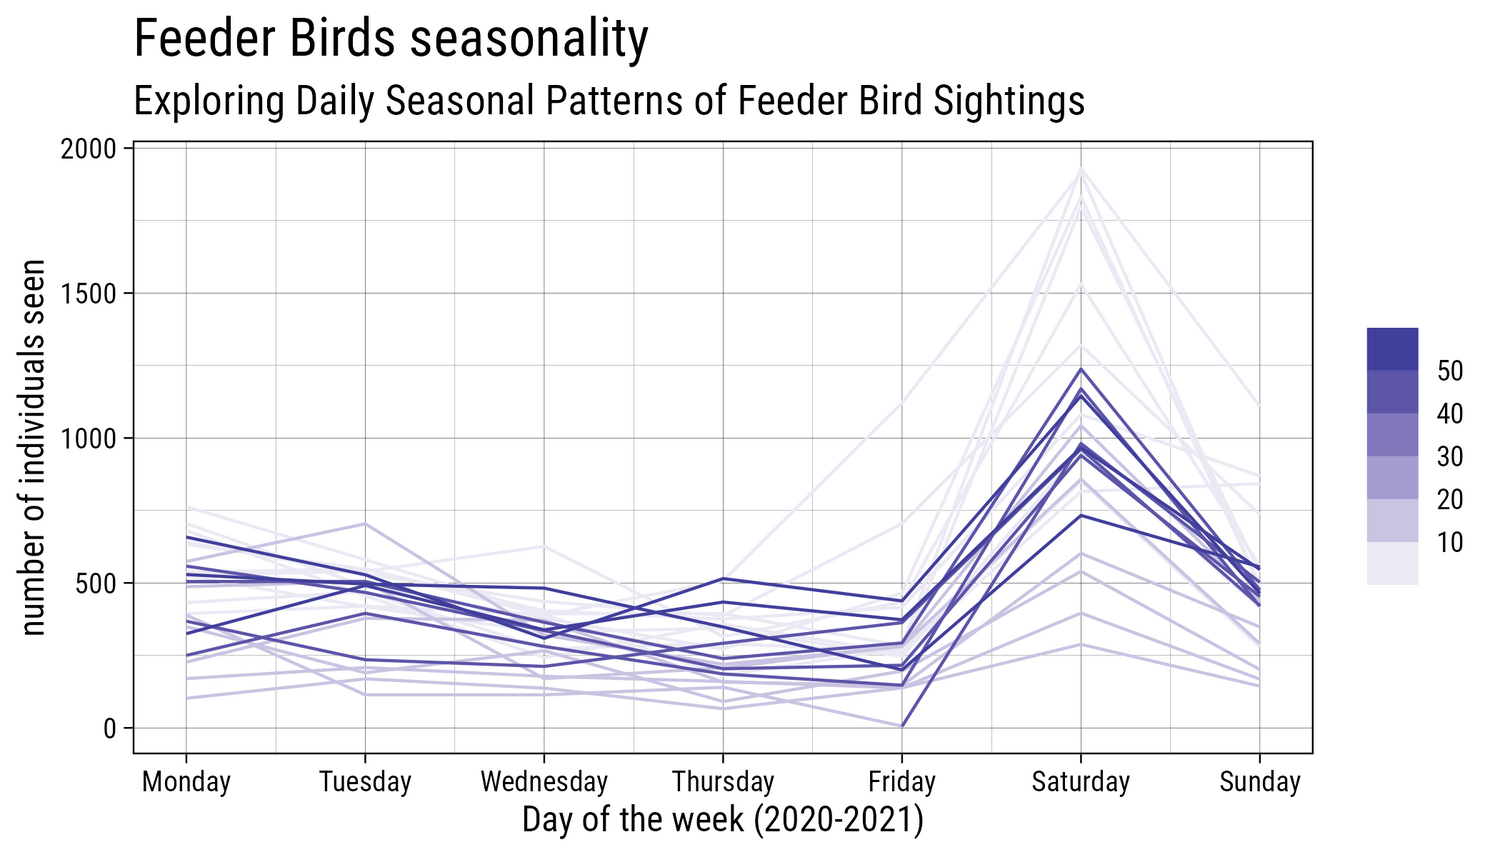 Feeder Birds seasonality
Exploring Daily Seasonal Patterns of Feeder Bird Sightings
number of individuals seen
2000
1500
1000
500
0
Monday Tuesday Wednesday Thursday Friday Saturday Sunday
Day of the week (2020-2021)
50
40
30
20
10